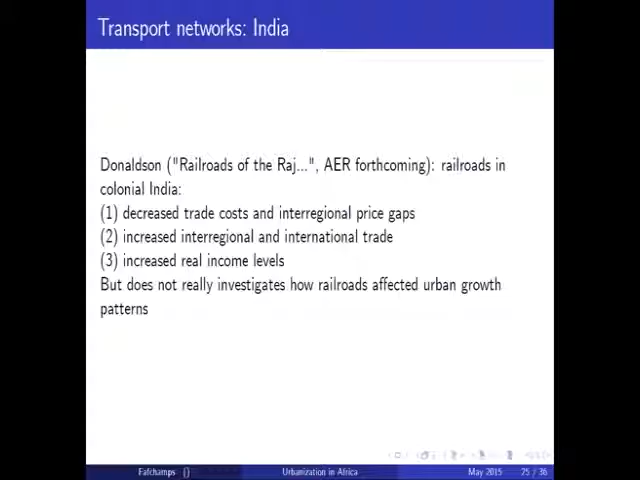 Transport networks: India
Donaldson ("Railroads of the Raj...", AER forthcoming): railroads in
colonial India:
(1) decreased trade costs and interregional price gaps
(2) increased interregional and international trade
(3) increased real income levels
But does not really investigates how railroads affected urban growth
patterns
Fafchamps ()
Urbanization in Africa
May 2015
25 / 36